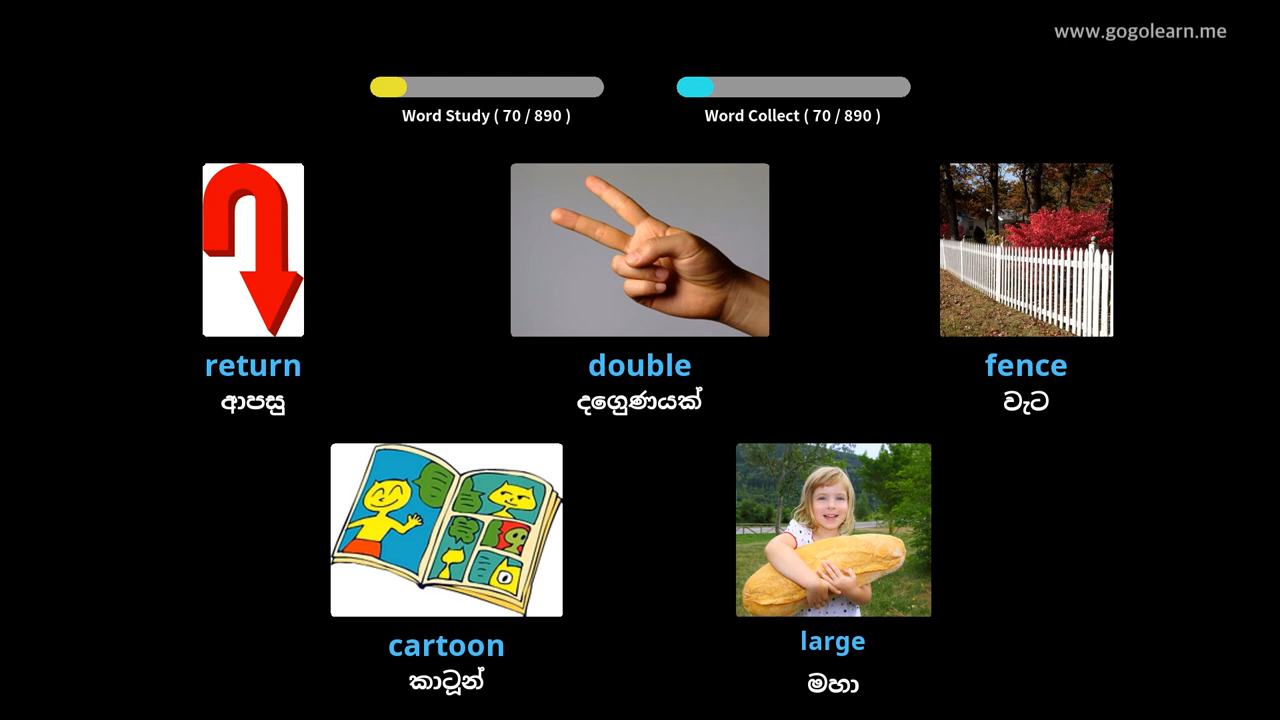 www.gogolearn.me
Word Study ( 70 / 890 )
Word Collect ( 70 / 890 )
return
ආපසු
double
දගුෙණයක්
fence
වැට
cartoon
කාටූන්
large
මහා